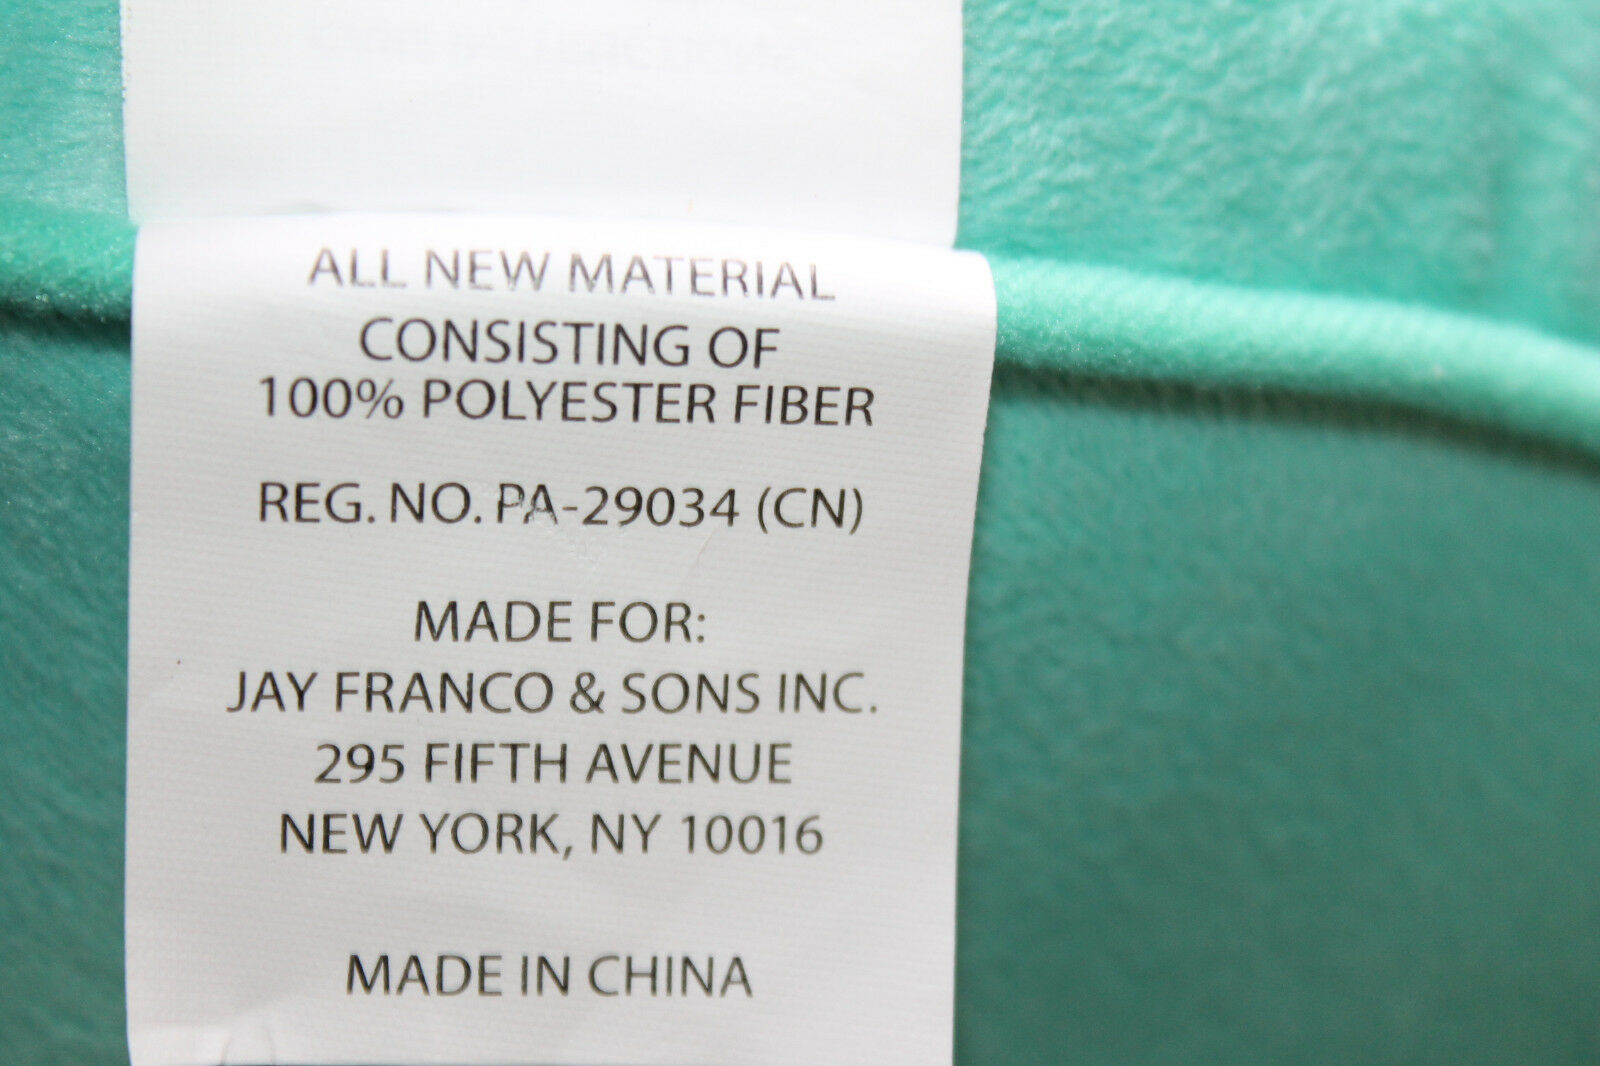 ALL NEW MATERIAL
CONSISTING OF
100% POLYESTER FIBER
REG. NO. PA-29034 (CN)
MADE FOR:
JAY FRANCO & SONS INC.
295 FIFTH AVENUE
NEW YORK, NY 10016
MADE IN CHINA